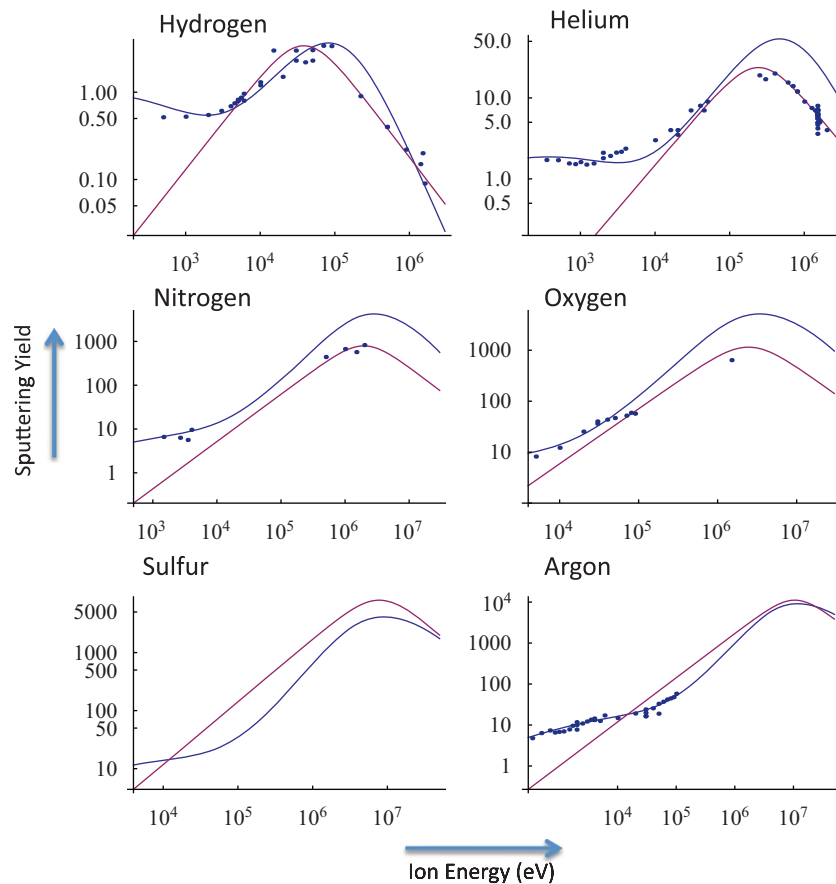 Hydrogen
1.00
0.50
0.10
0.05
10³ 10⁴ 10⁵ 10⁶
Helium
50.0
10.0
5.0
1.0
0.5
10³ 10⁴ 10⁵ 10⁶
Sputtering Yield
Nitrogen
1000
100
10
1
10³ 10⁴ 10⁵ 10⁶ 10⁷
Oxygen
1000
100
10
10⁴ 10⁵ 10⁶ 10⁷
Sulfur
5000
1000
500
100
50
10
10⁴ 10⁵ 10⁶ 10⁷
Argon
10⁴
1000
100
10
1
10⁴ 10⁵ 10⁶ 10⁷
Ion Energy (eV)